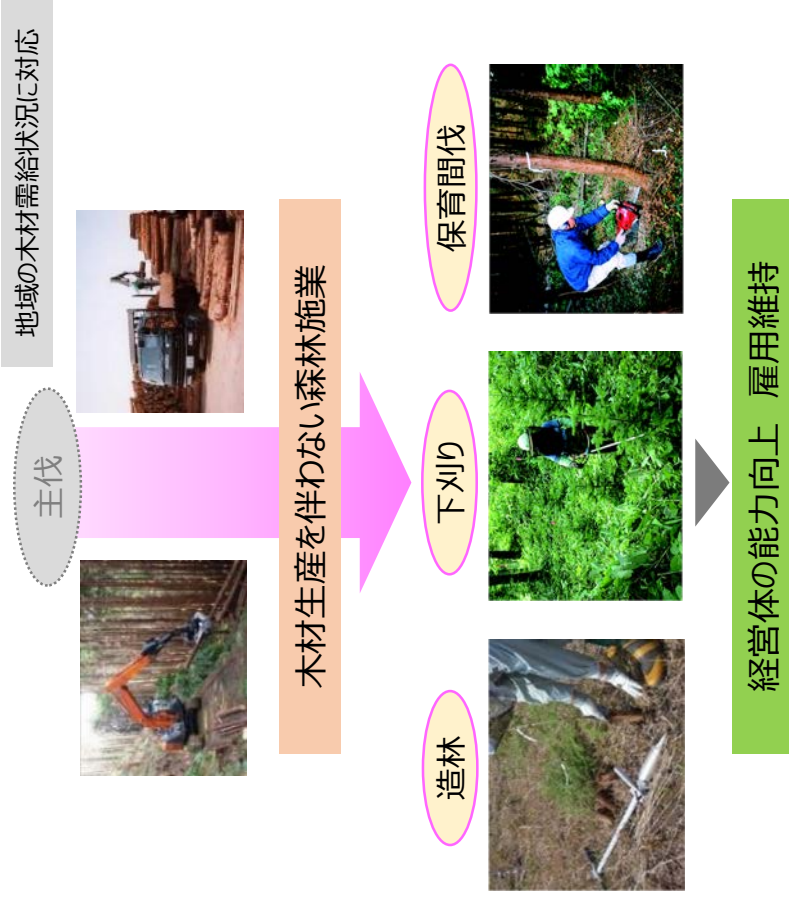 地域の木材需給状況に対応
主伐
木材生産を伴わない森林施業
造林
下刈り
保育間伐
経営体の能力向上 雇用維持